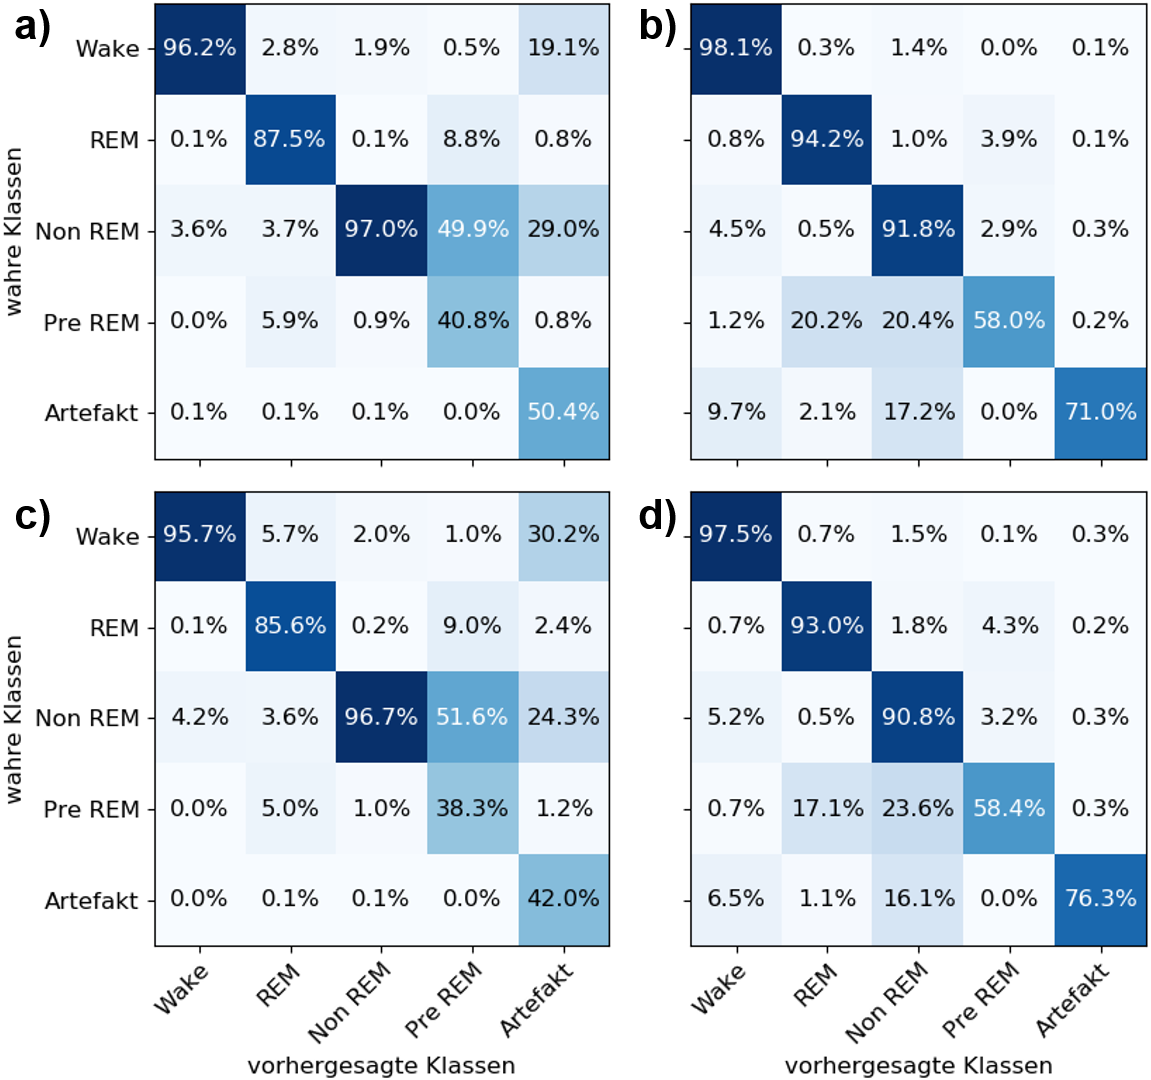 a)
Wake 96.2% 2.8% 1.9% 0.5% 19.1%
REM 0.1% 87.5% 0.1% 8.8% 0.8%
Non REM 3.6% 3.7% 97.0% 49.9% 29.0%
Pre REM 0.0% 5.9% 0.9% 40.8% 0.8%
Artefakt 0.1% 0.1% 0.1% 0.0% 50.4%
wahre Klassen
b)
98.1% 0.3% 1.4% 0.0% 0.1%
0.8% 94.2% 1.0% 3.9% 0.1%
4.5% 0.5% 91.8% 2.9% 0.3%
1.2% 20.2% 20.4% 58.0% 0.2%
9.7% 2.1% 17.2% 0.0% 71.0%
c)
Wake 95.7% 5.7% 2.0% 1.0% 30.2%
REM 0.1% 85.6% 0.2% 9.0% 2.4%
Non REM 4.2% 3.6% 96.7% 51.6% 24.3%
Pre REM 0.0% 5.0% 1.0% 38.3% 1.2%
Artefakt 0.0% 0.1% 0.1% 0.0% 42.0%
wahre Klassen
Wake REM Non REM Pre REM Artefakt
vorhergesagte Klassen
d)
97.5% 0.7% 1.5% 0.1% 0.3%
0.7% 93.0% 1.8% 4.3% 0.2%
5.2% 0.5% 90.8% 3.2% 0.3%
0.7% 17.1% 23.6% 58.4% 0.3%
6.5% 1.1% 16.1% 0.0% 76.3%
Wake REM Non REM Pre REM Artefakt
vorhergesagte Klassen